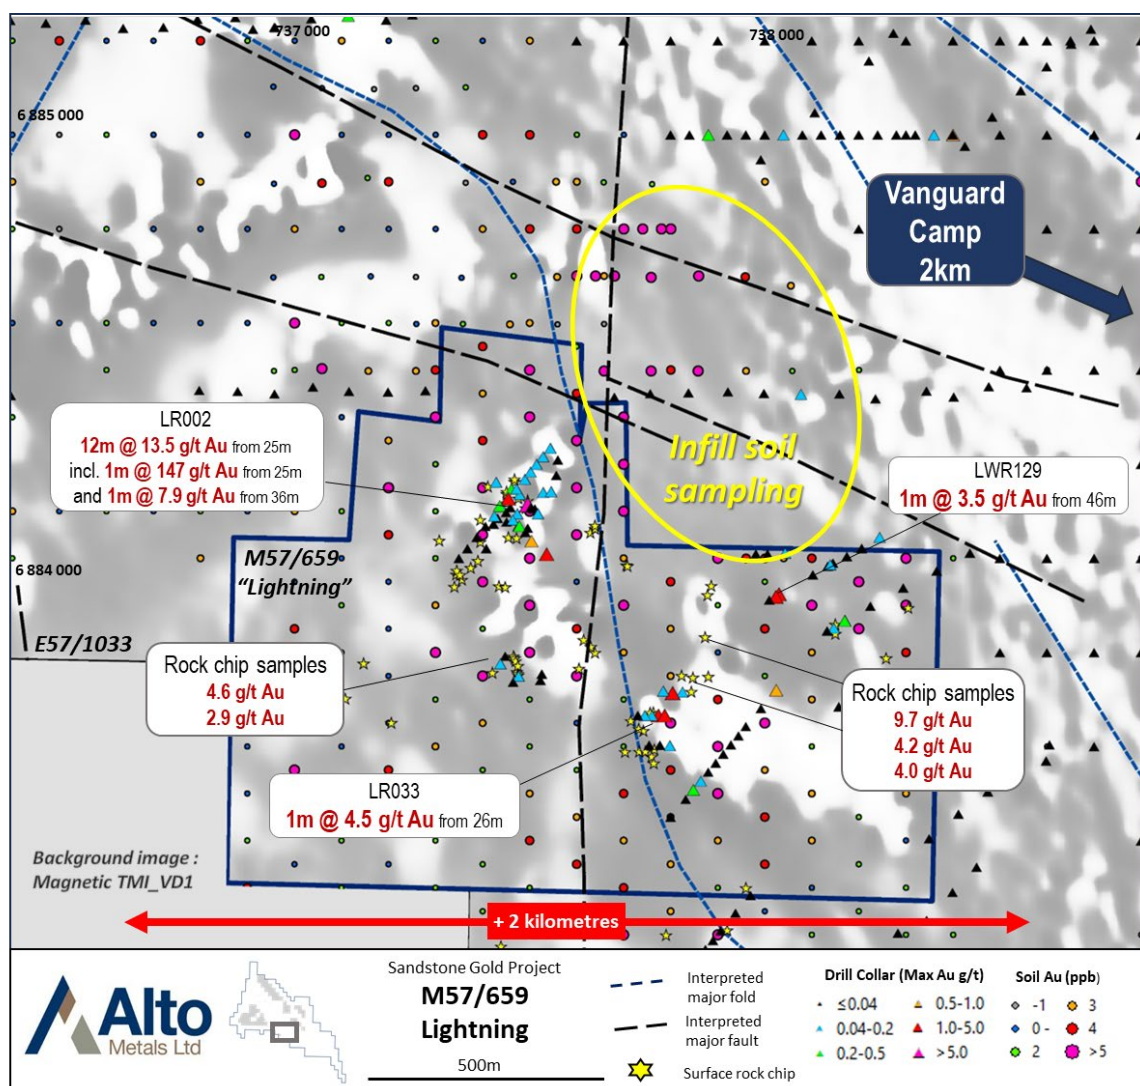 737 000
738 000
6 885 000
Vanguard
Camp
2km
LR002
12m @ 13.5 g/t Au from 25m
incl. 1m @ 147 g/t Au from 25m
and 1m @ 7.9 g/t Au from 36m
Infill soil
sampling
LWR129
1m @ 3.5 g/t Au from 46m
M57/659
"Lightning"
6 884 000
E57/1033
Rock chip samples
4.6 g/t Au
2.9 g/t Au
Rock chip samples
9.7 g/t Au
4.2 g/t Au
4.0 g/t Au
LR033
1m @ 4.5 g/t Au from 26m
Background image :
Magnetic TMI_VD1
+ 2 kilometres
Alto
Metals Ltd
Sandstone Gold Project
M57/659
Lightning
500m
Interpreted
major fold
Interpreted
major fault
Surface rock chip
Drill Collar (Max Au g/t)
≤0.04
0.04-0.2
0.2-0.5
0.5-1.0
1.0-5.0
>5.0
Soil Au (ppb)
-1
0 -
2
3
4
>5